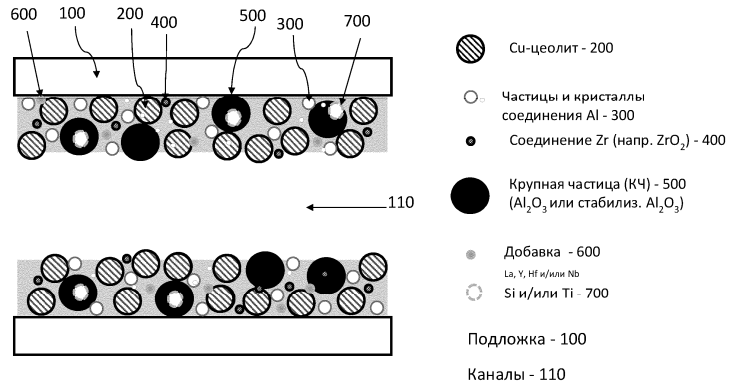 600
100
200
400
500
300
700
110
Cu-цеолит - 200
Частицы и кристаллы
соединения Al - 300
Соединение Zr (напр. ZrO2) - 400
Крупная частица (КЧ) - 500
(Al2O3 или стабилиз. Al2O3)
Добавка - 600
La, Y, Hf и/или Nb
Si и/или Ti - 700
Подложка - 100
Каналы - 110